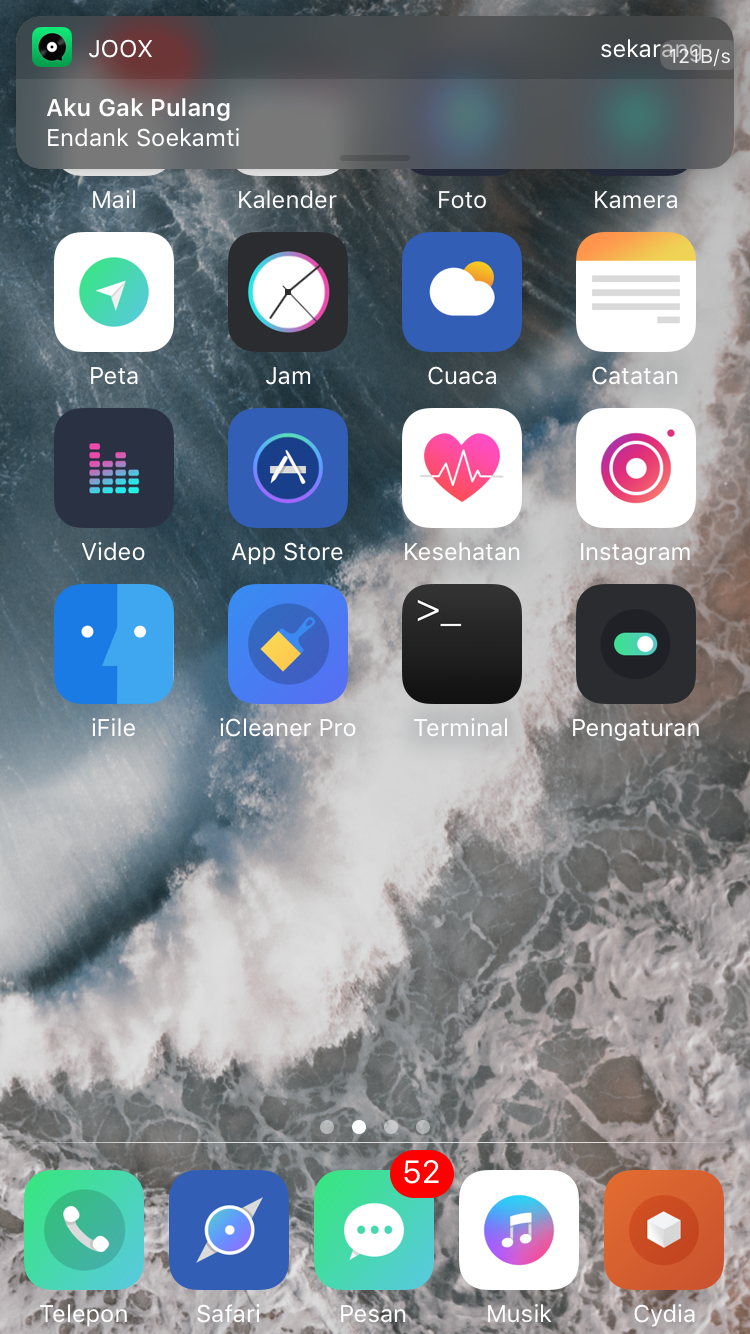 JOOX
sekarang
121B/s
Aku Gak Pulang
Endank Soekamti
Mail Kalender Foto Kamera
Peta Jam Cuaca Catatan
Video App Store Kesehatan Instagram
>_
iFile iCleaner Pro Terminal Pengaturan
52
Telepon Safari Pesan Musik Cydia